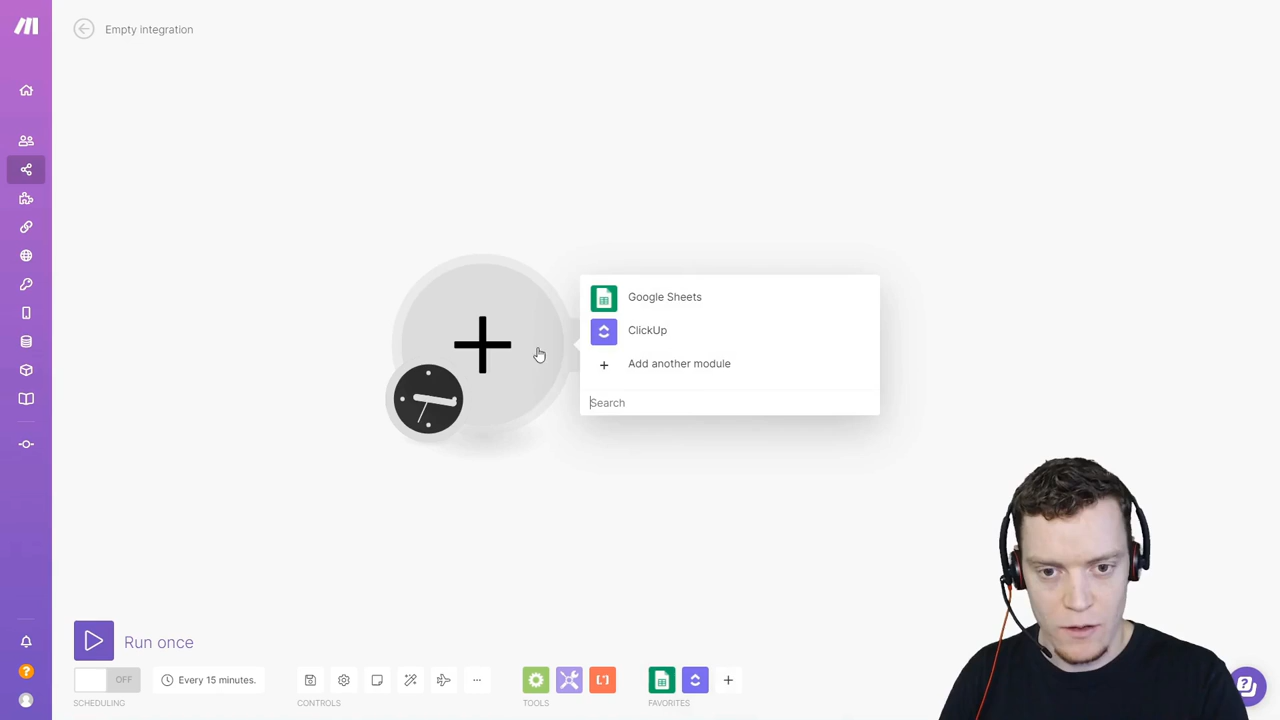 Empty integration
Google Sheets
ClickUp
Add another module
Search
Run once
OFF
Every 15 minutes.
SCHEDULING
CONTROLS
TOOLS
FAVORITES